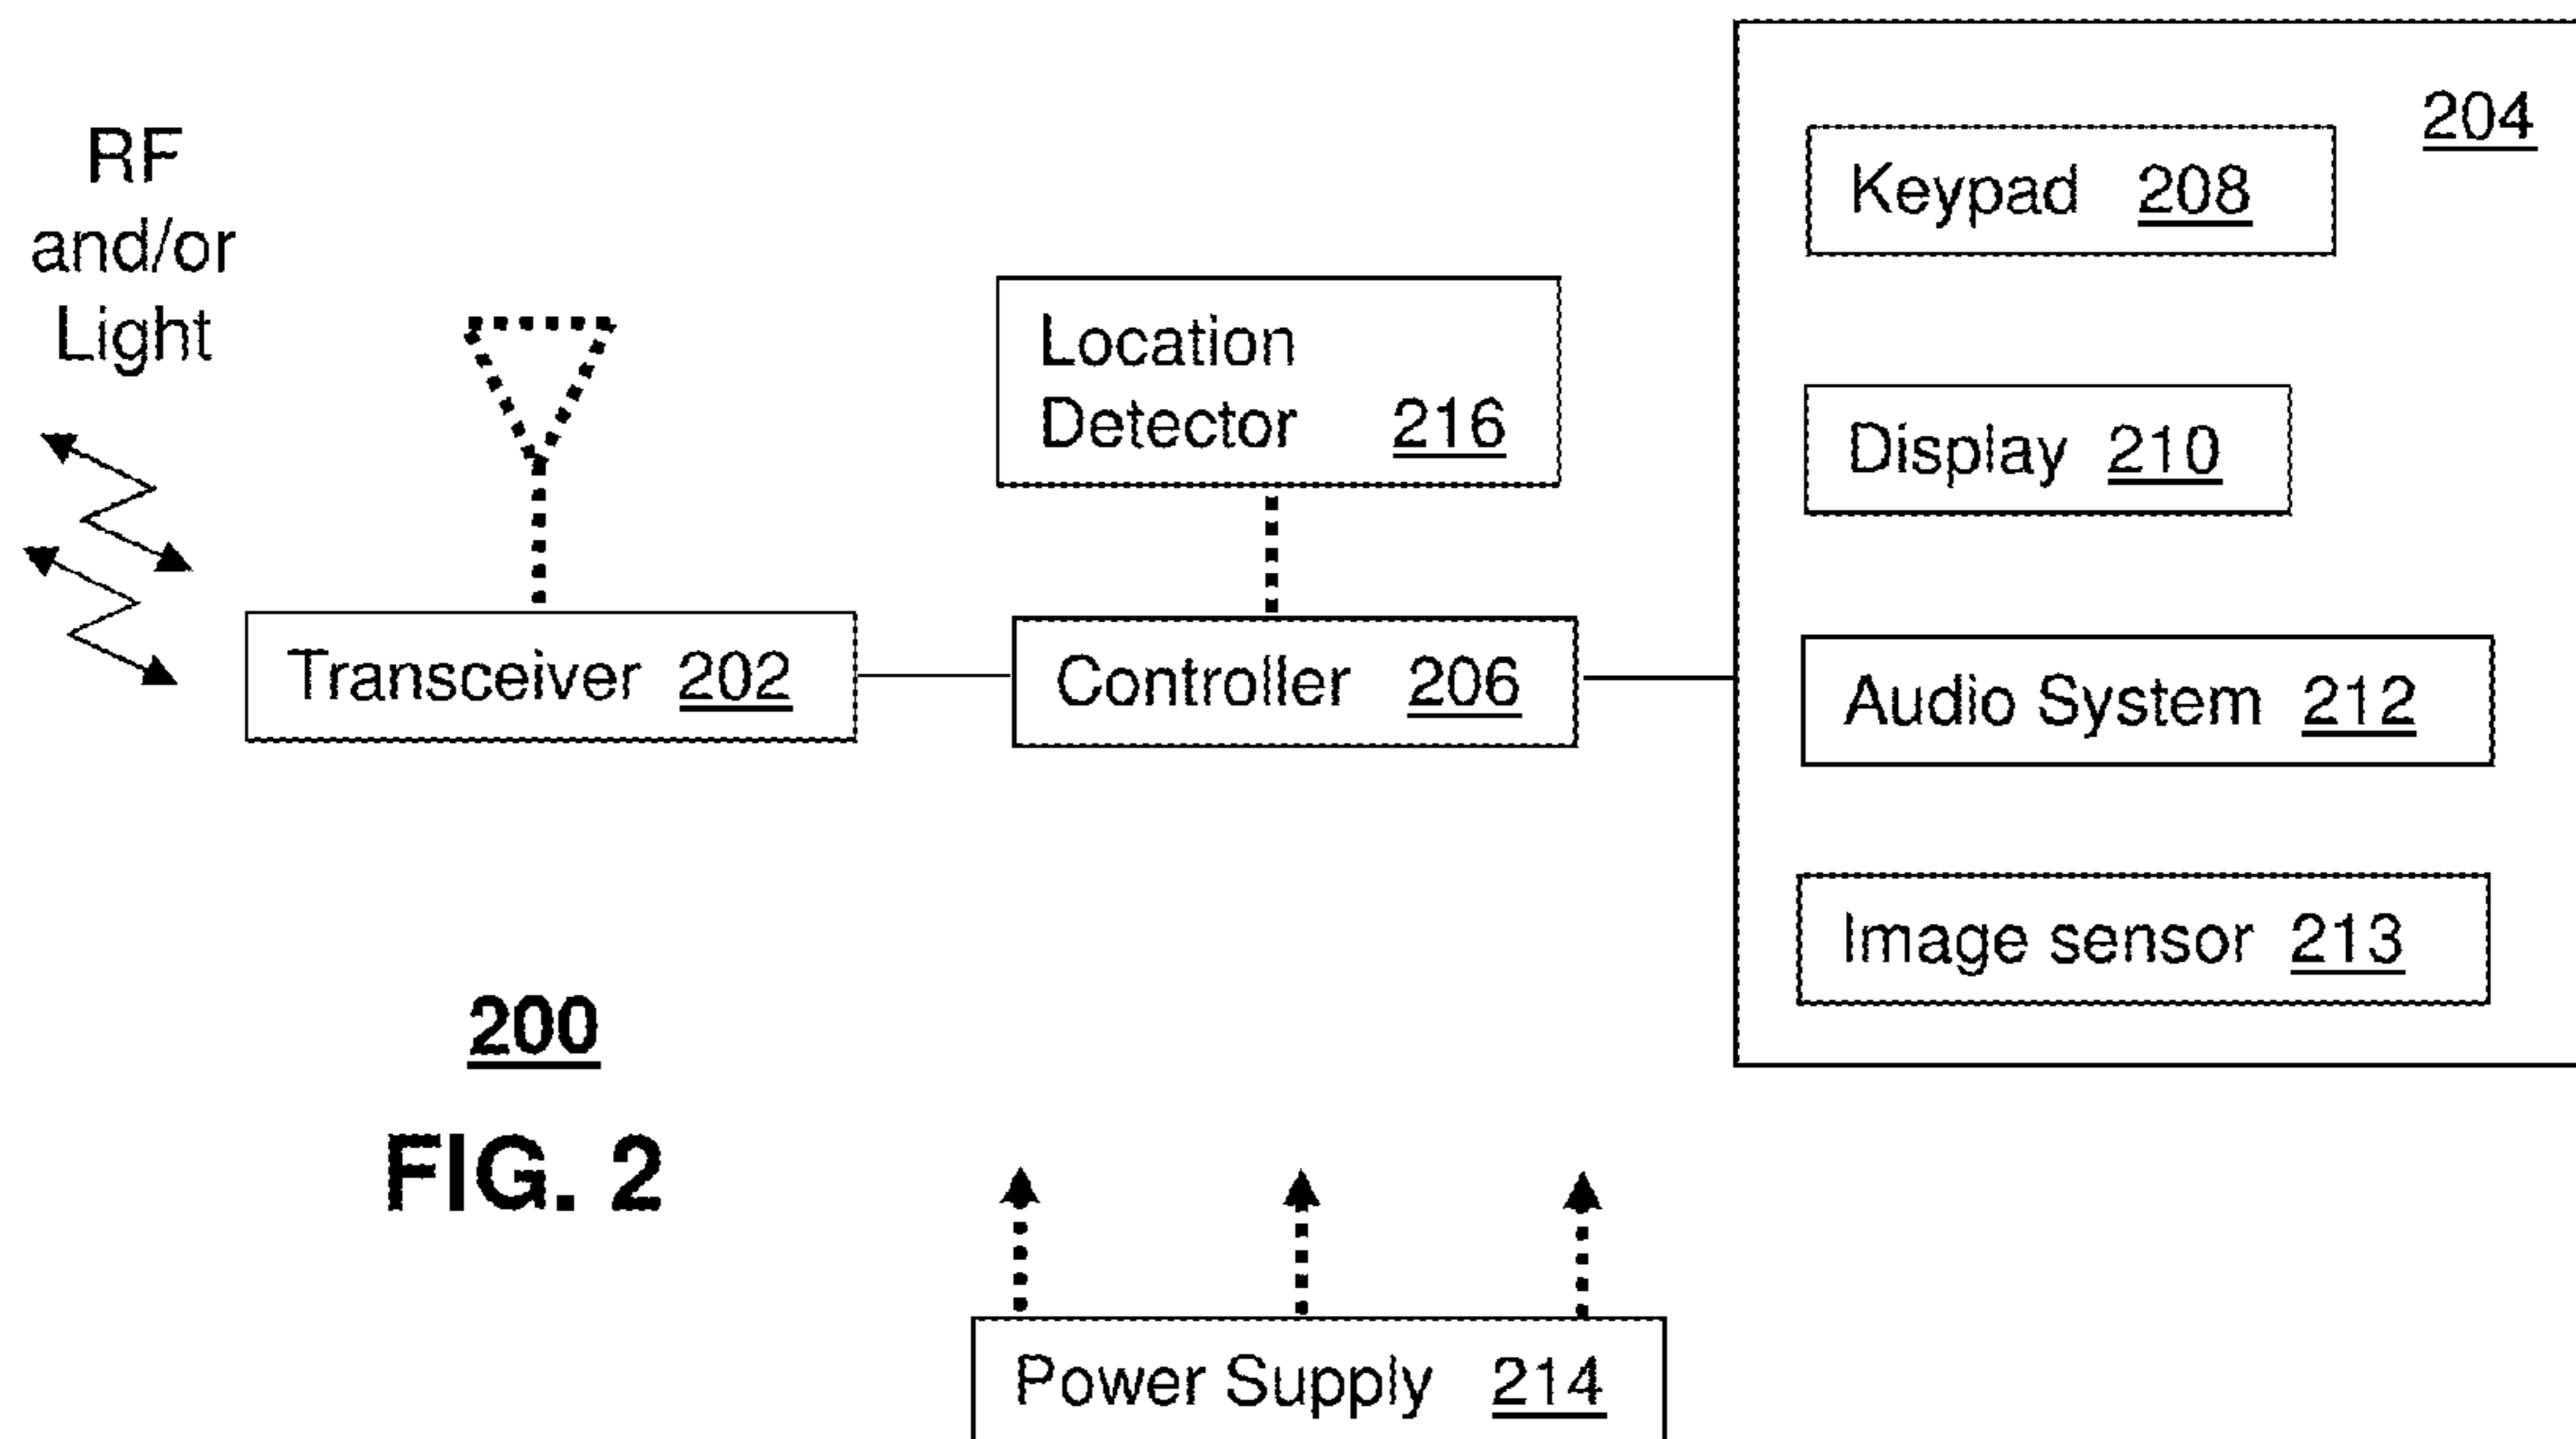 RF
and/or
Light
204
Keypad 208
Location
Detector 216
Display 210
Transceiver 202
Controller 206
Audio System 212
Image sensor 213
200
FIG. 2
Power Supply 214